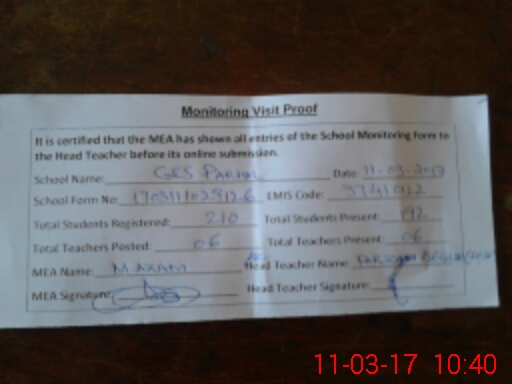 Monitoring Visit Proof
It is certified that the MEA has shown all entries of the School Monitoring form to
the Head Teacher before its online submission.
School Name: GES Date: 11-03-2017
School Form No: EMIS Code:
Total Students Registered: 210 Total Students Present: 192
Total Teachers Posted: 06 Total Teachers Present: 06
MEA Name: M AKRAM Head Teacher Name:
MEA Signature: Head Teacher Signature:
11-03-17 10:40